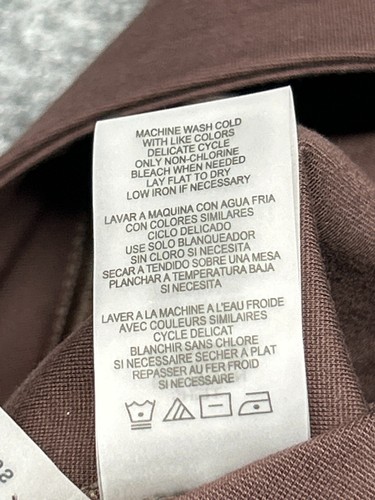 MACHINE WASH COLD
WITH LIKE COLORS
DELICATE CYCLE
ONLY NON-CHLORINE
BLEACH WHEN NEEDED
LAY FLAT TO DRY
LOW IRON IF NECESSARY
LAVAR A MAQUINA CON AGUA FRIA
CON COLORES SIMILARES
CICLO DELICADO
USE SOLO BLANQUEADOR
SIN CLORO SI NECESITA
SECAR A TENDIDO SOBRE UNA MESA
PLANCHAR A TEMPERATURA BAJA
SI NECESITA
LAVER A LA MACHINE A L'EAU FROIDE
AVEC COULEURS SIMILAIRES
CYCLE DELICAT
BLANCHIR SANS CHLORE
SI NECESSAIRE SECHER A PLAT
REPASSER AU FER FROID
SI NECESSAIRE